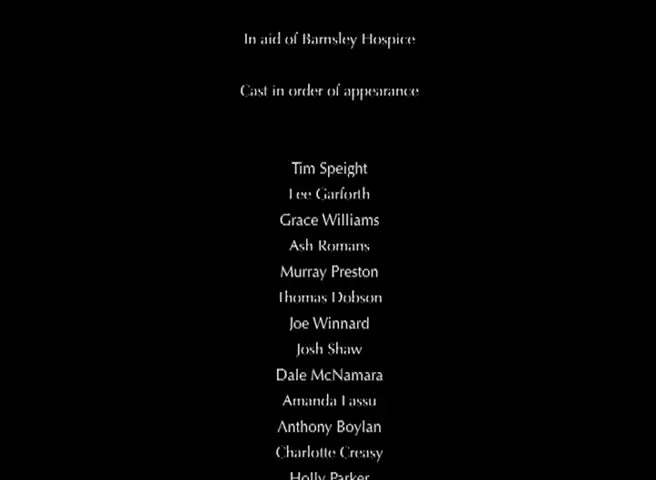 In aid of Barnsley Hospice
Cast in order of appearance
Tim Speight
Lee Garforth
Grace Williams
Ash Romans
Murray Preston
Thomas Dobson
Joe Winnard
Josh Shaw
Dale McNamara
Amanda Lassu
Anthony Boylan
Charlotte Creasy
Holly Parker